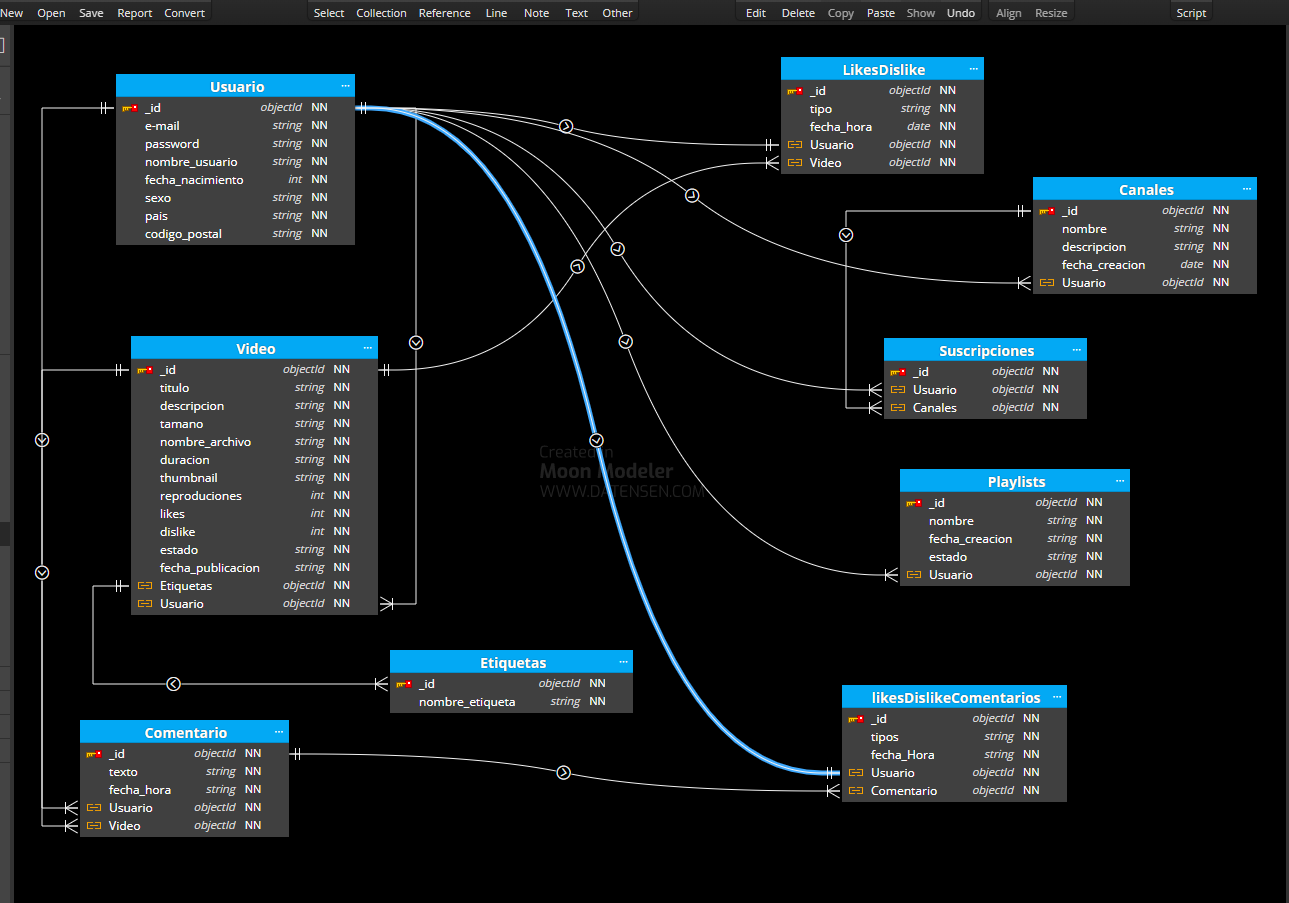 New Open Save Report Convert Select Collection Reference Line Note Text Other Edit Delete Copy Paste Show Undo Align Resize Script
Usuario ...
_id objectId NN
e-mail string NN
password string NN
nombre_usuario string NN
fecha_nacimiento int NN
sexo string NN
pais string NN
codigo_postal string NN
LikesDislike ...
_id objectId NN
tipo string NN
fecha_hora date NN
Usuario objectId NN
Video objectId NN
Canales ...
_id objectId NN
nombre string NN
descripcion string NN
fecha_creacion date NN
Usuario objectId NN
Video ...
_id objectId NN
titulo string NN
descripcion string NN
tamano string NN
nombre_archivo string NN
duracion string NN
thumbnail string NN
reproduciones int NN
likes int NN
dislike int NN
estado string NN
fecha_publicacion string NN
Etiquetas objectId NN
Usuario objectId NN
Suscripciones ...
_id objectId NN
Usuario objectId NN
Canales objectId NN
Created in
Moon Modeler
WWW.DATENSEN.COM
Playlists ...
_id objectId NN
nombre string NN
fecha_creacion string NN
estado string NN
Usuario objectId NN
Etiquetas ...
_id objectId NN
nombre_etiqueta string NN
likesDislikeComentarios ...
_id objectId NN
tipos string NN
fecha_Hora string NN
Usuario objectId NN
Comentario objectId NN
Comentario ...
_id objectId NN
texto string NN
fecha_hora string NN
Usuario objectId NN
Video objectId NN